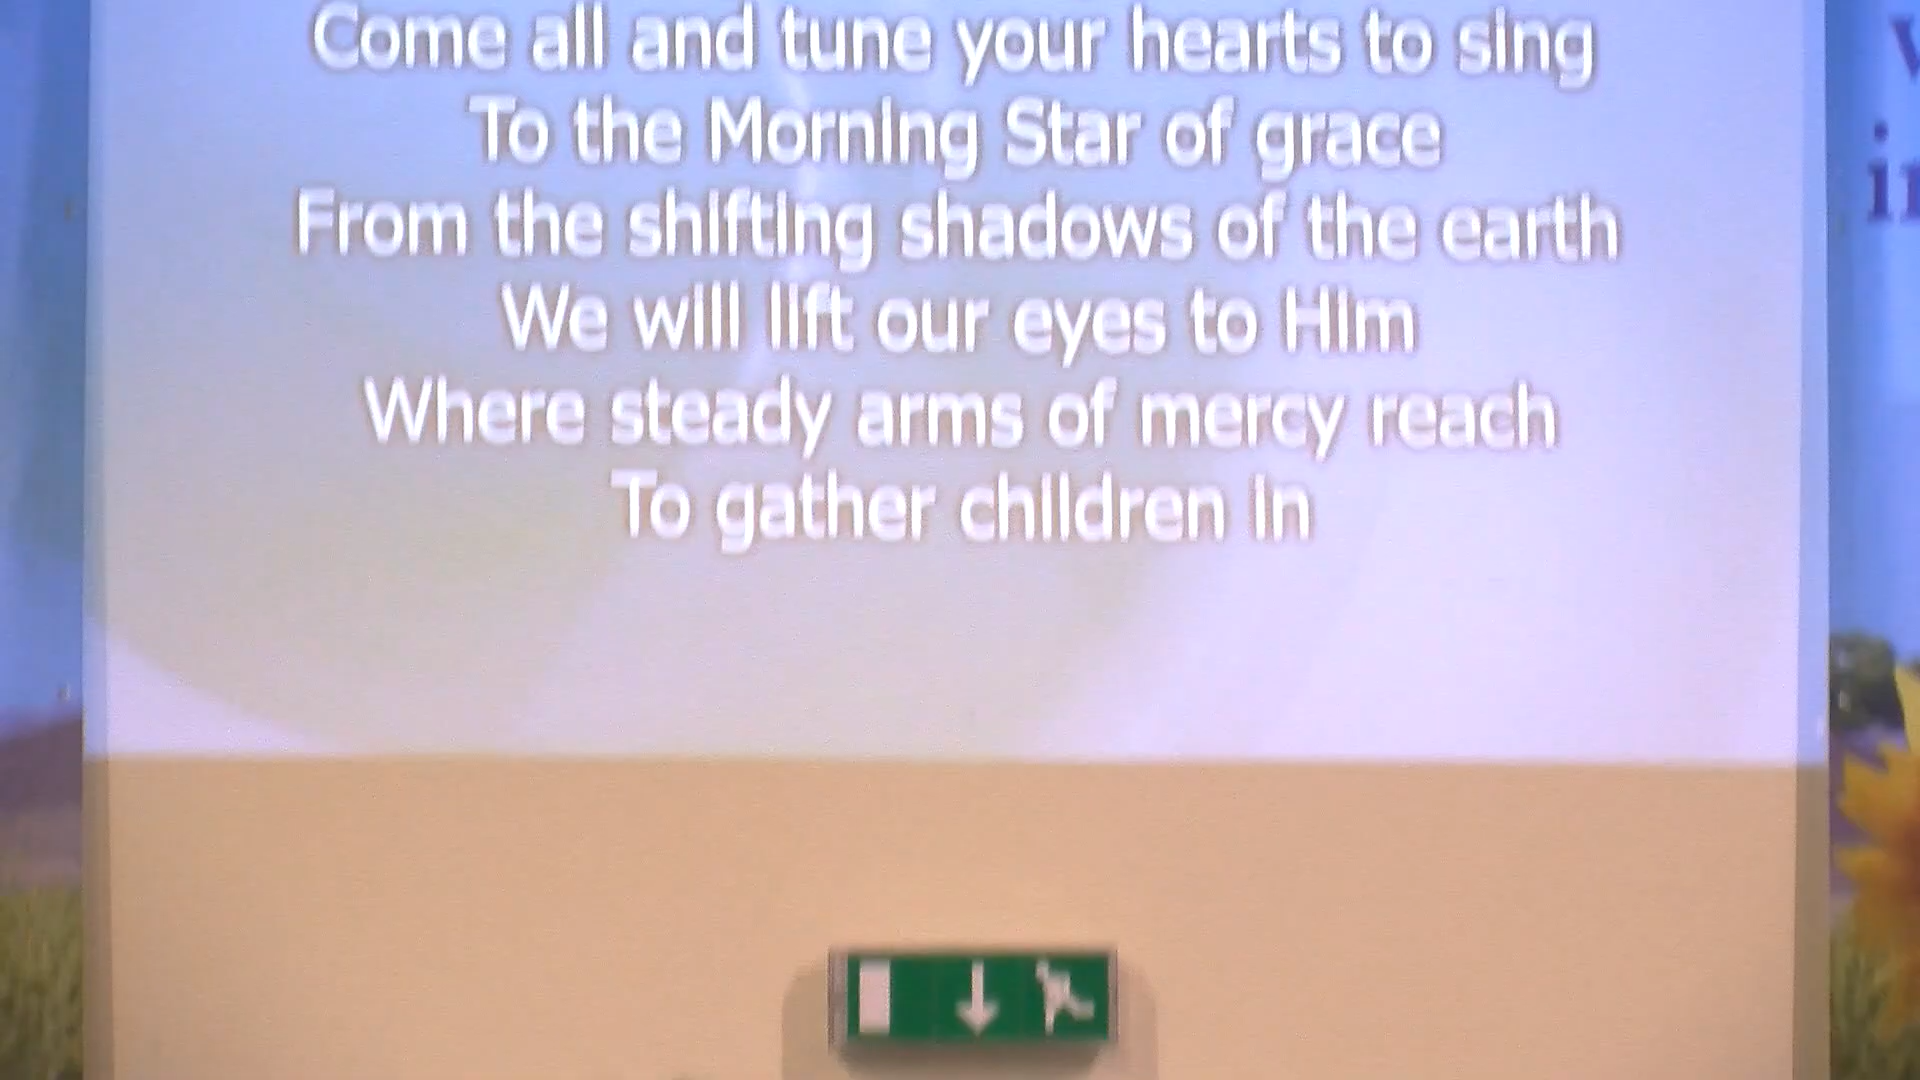 Come all and tune your hearts to sing
To the Morning Star of grace
From the shifting shadows of the earth
We will lift our eyes to Him
Where steady arms of mercy reach
To gather children in